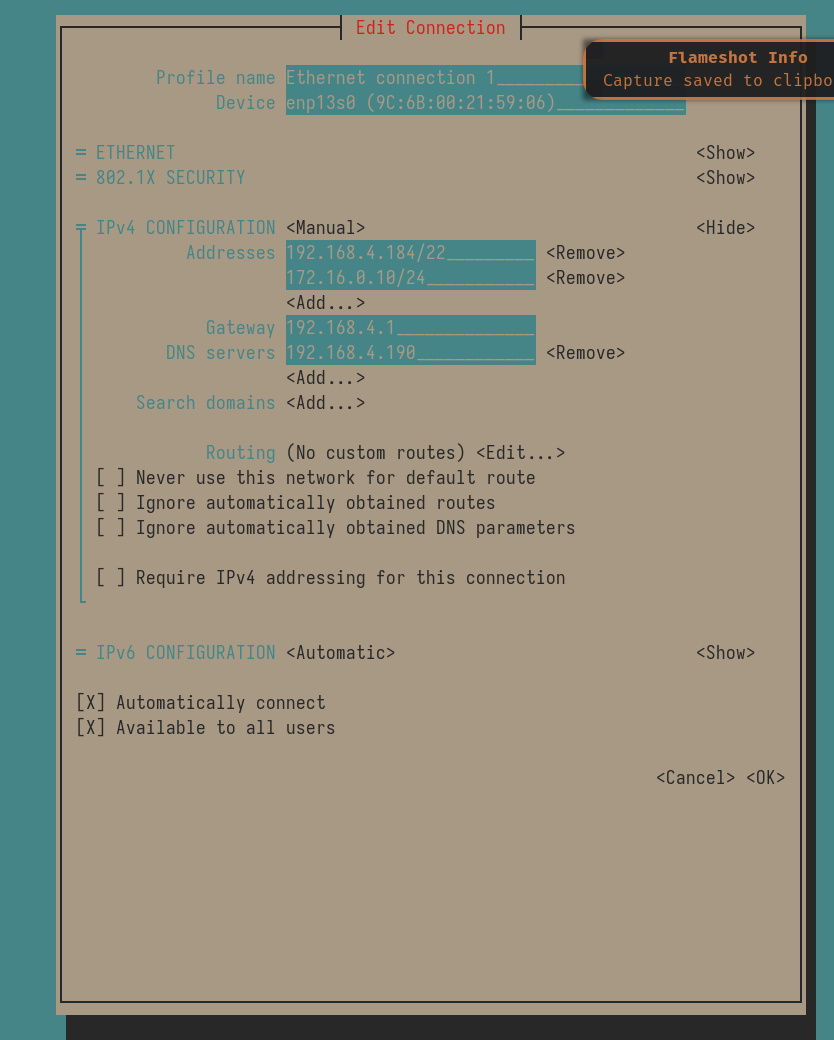 Edit Connection
Flameshot Info
Capture saved to clipbo
Profile name Ethernet connection 1
Device enp13s0 (9C:6B:00:21:59:06)
= ETHERNET <Show>
= 802.1X SECURITY <Show>
= IPv4 CONFIGURATION <Manual> <Hide>
Addresses 192.168.4.184/22 <Remove>
172.16.0.10/24 <Remove>
<Add...>
Gateway 192.168.4.1
DNS servers 192.168.4.190 <Remove>
<Add...>
Search domains <Add...>
Routing (No custom routes) <Edit...>
[ ] Never use this network for default route
[ ] Ignore automatically obtained routes
[ ] Ignore automatically obtained DNS parameters
[ ] Require IPv4 addressing for this connection
= IPv6 CONFIGURATION <Automatic> <Show>
[X] Automatically connect
[X] Available to all users
<Cancel> <OK>